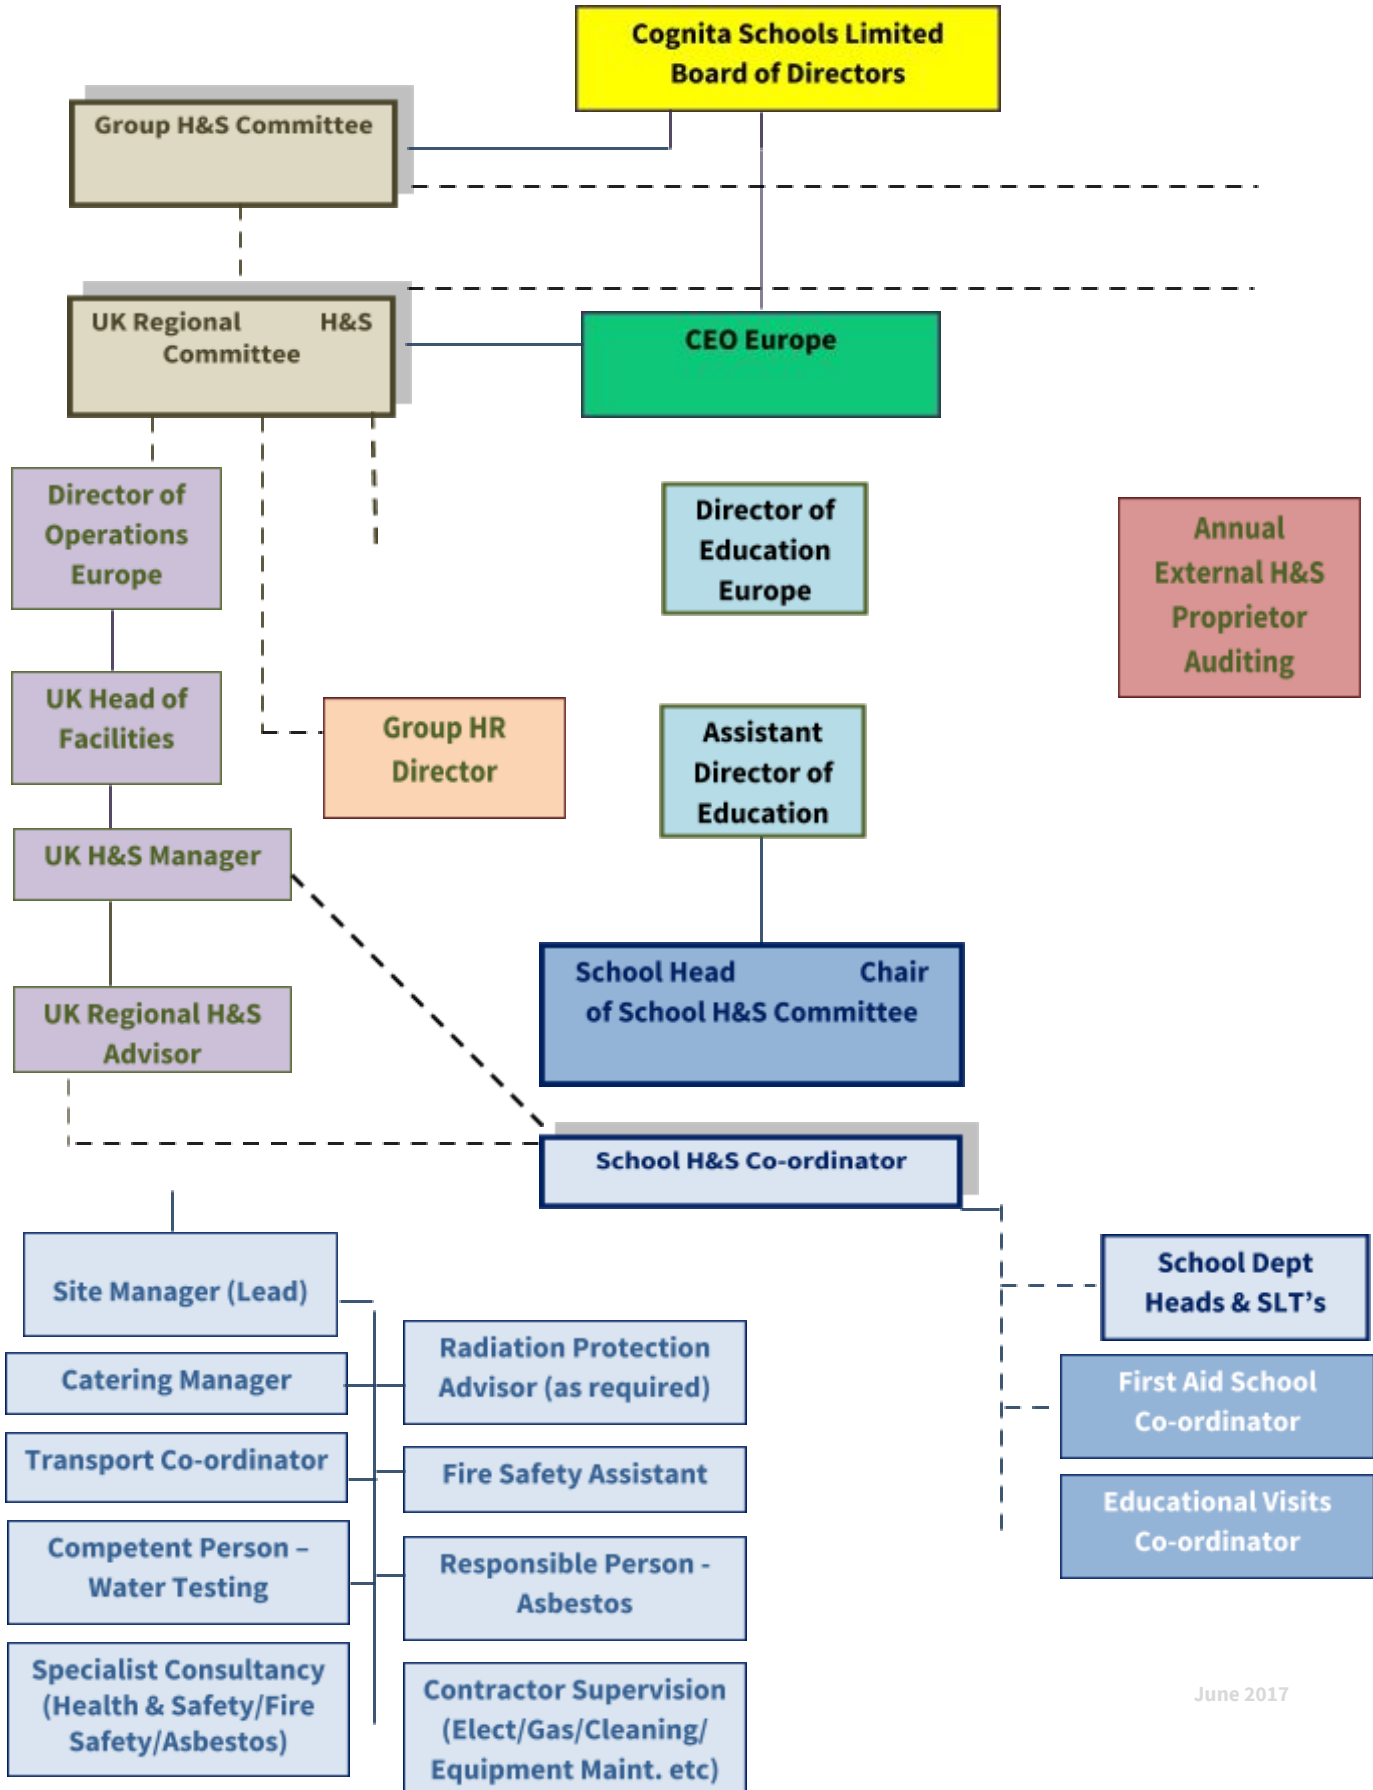 Cognita Schools Limited
Board of Directors
Group H&S Committee
UK Regional H&S
Committee
CEO Europe
Director of
Operations
Europe
Director of
Education
Europe
Annual
External H&S
Proprietor
Auditing
UK Head of
Facilities
Group HR
Director
Assistant
Director of
Education
UK H&S Manager
School Head Chair
of School H&S Committee
UK Regional H&S
Advisor
School H&S Co-ordinator
Site Manager (Lead)
School Dept
Heads & SLT’s
Radiation Protection
Advisor (as required)
Catering Manager
First Aid School
Co-ordinator
Transport Co-ordinator
Fire Safety Assistant
Educational Visits
Co-ordinator
Competent Person –
Water Testing
Responsible Person -
Asbestos
Specialist Consultancy
(Health & Safety/Fire
Safety/Asbestos)
Contractor Supervision
(Elect/Gas/Cleaning/
Equipment Maint. etc)
June 2017